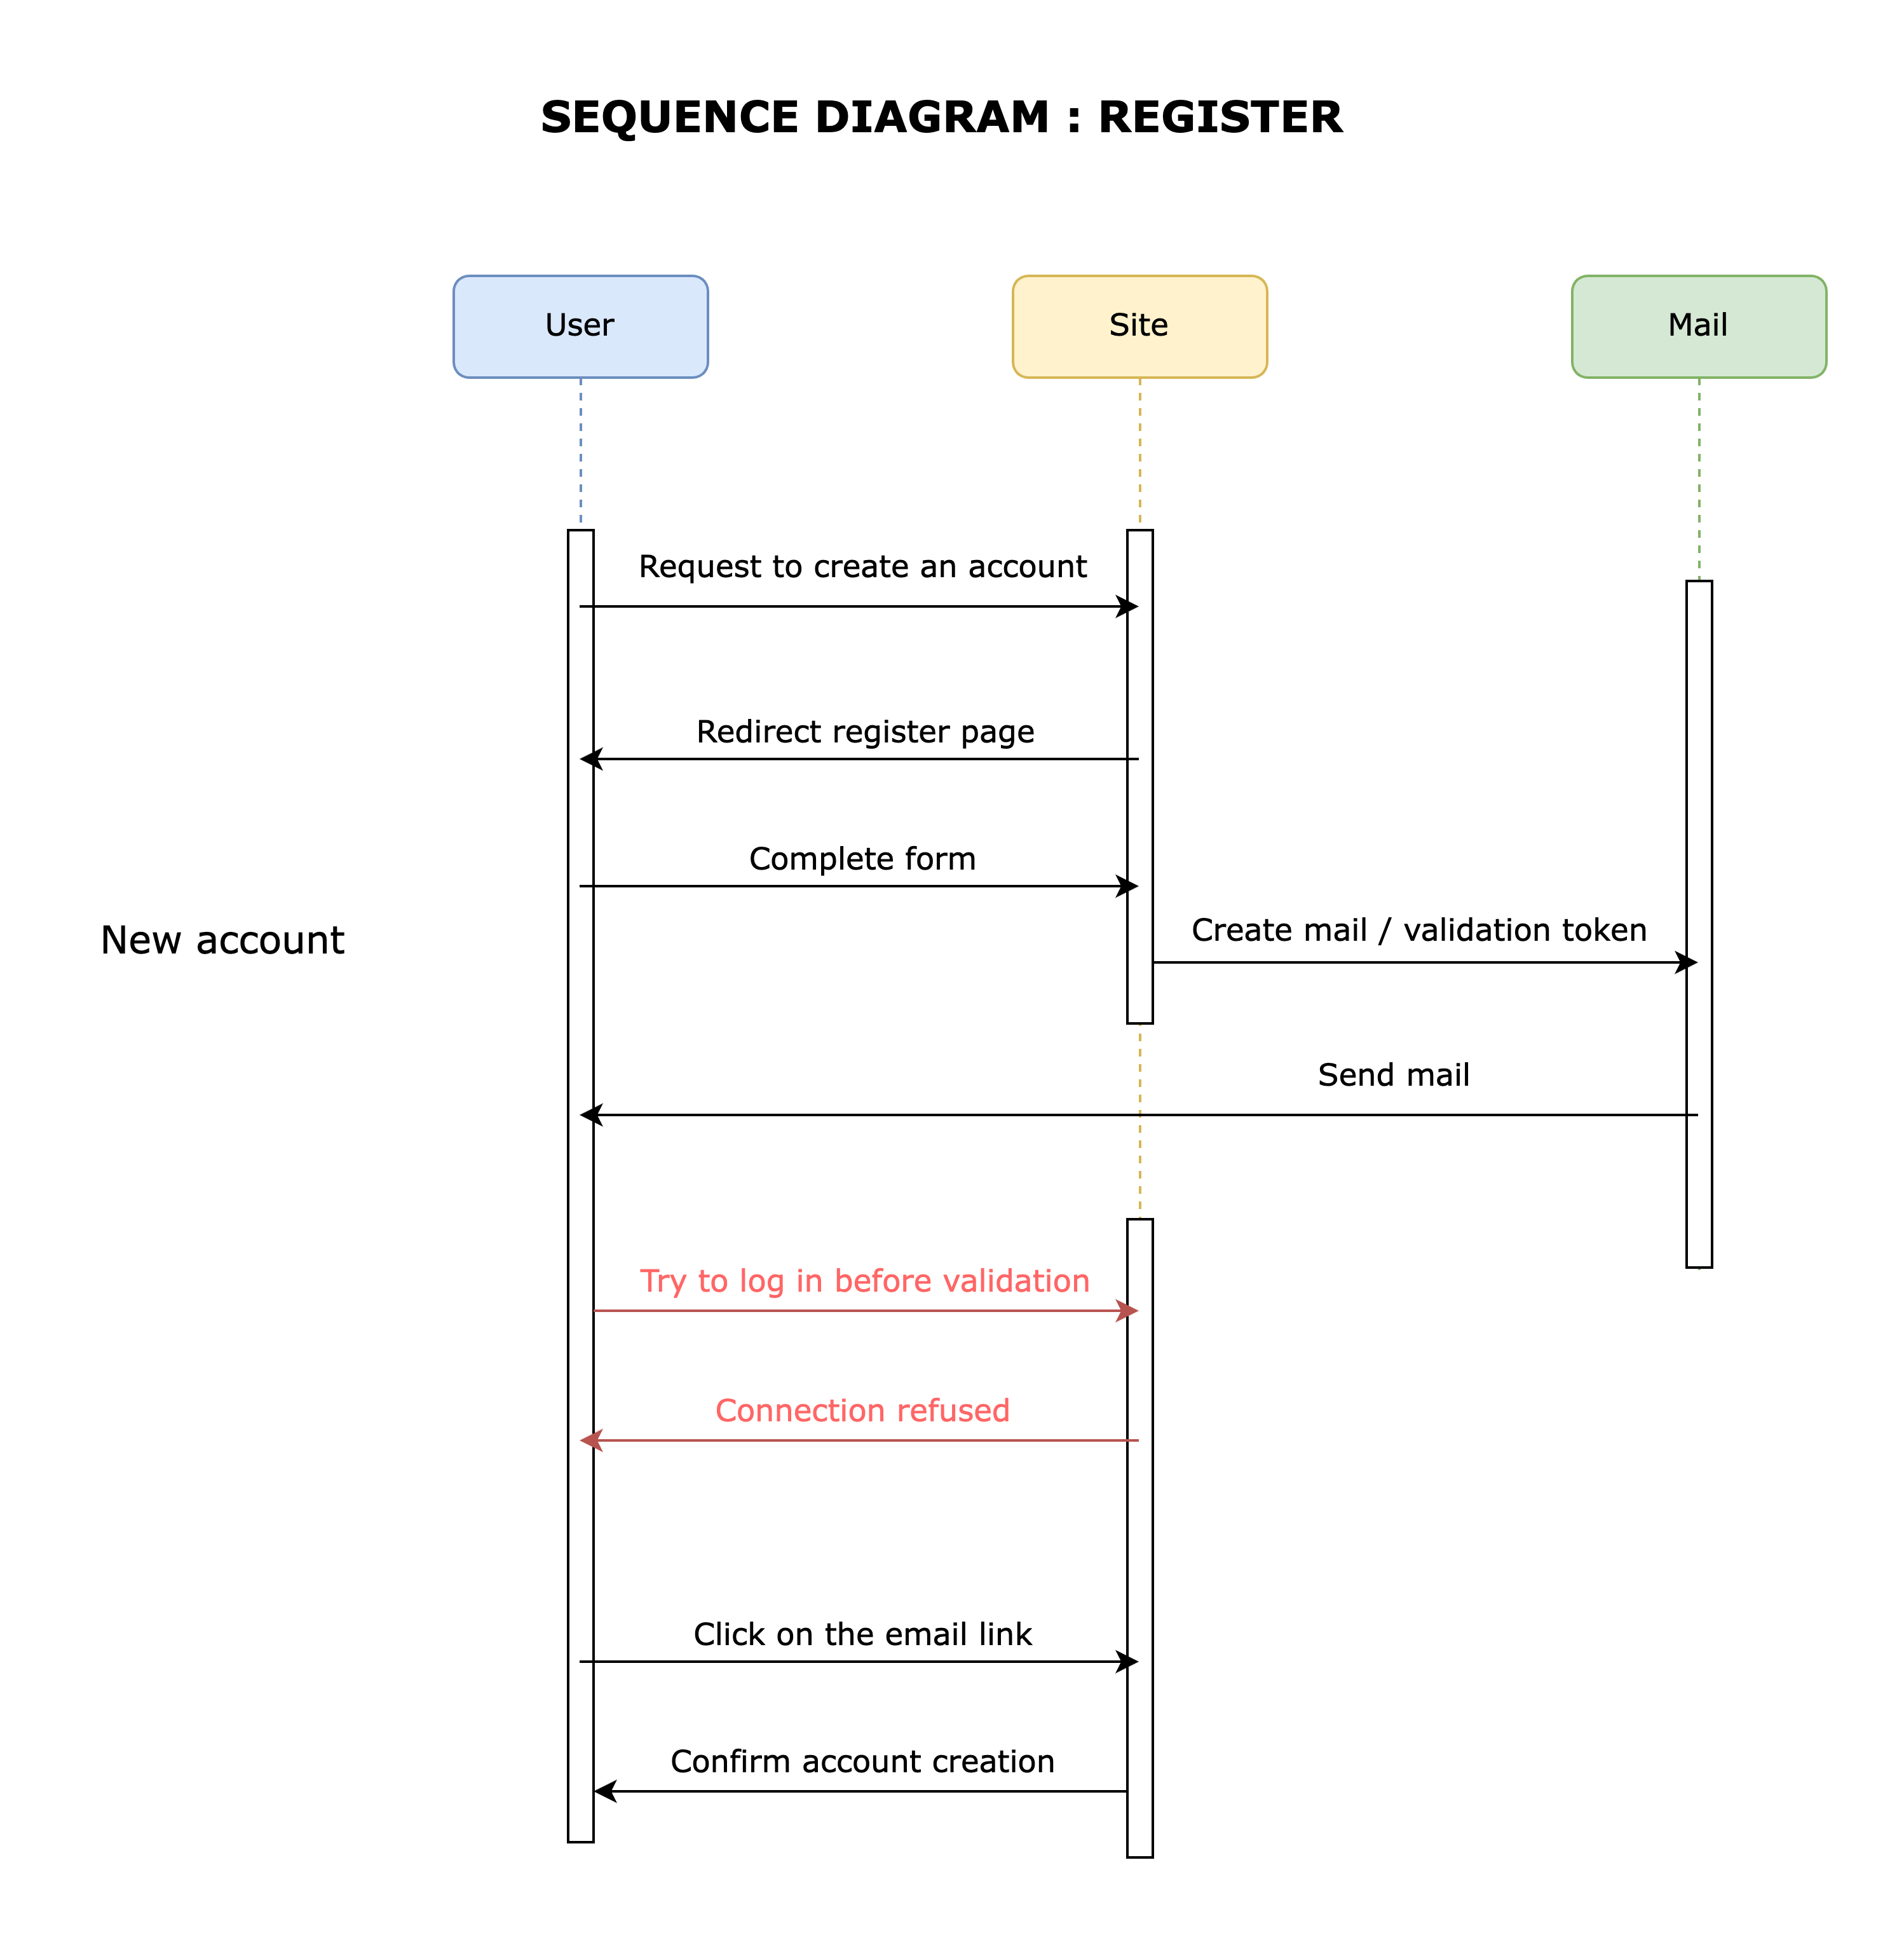 SEQUENCE DIAGRAM : REGISTER
User
Site
Mail
Request to create an account
Redirect register page
Complete form
Create mail / validation token
New account
Send mail
Try to log in before validation
Connection refused
Click on the email link
Confirm account creation